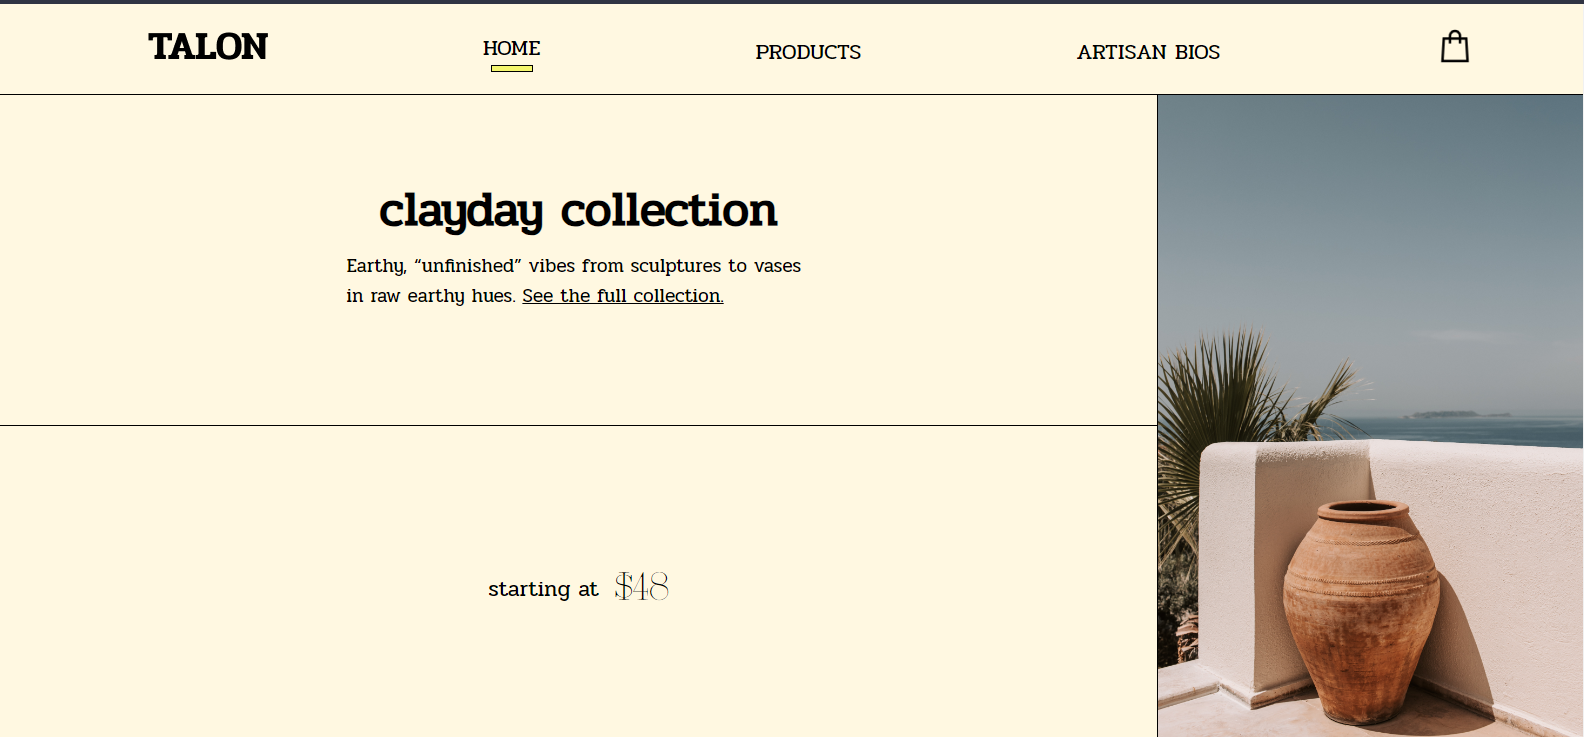 TALON
HOME
PRODUCTS
ARTISAN BIOS
clayday collection
Earthy, “unfinished” vibes from sculptures to vases
in raw earthy hues. See the full collection.
starting at $48